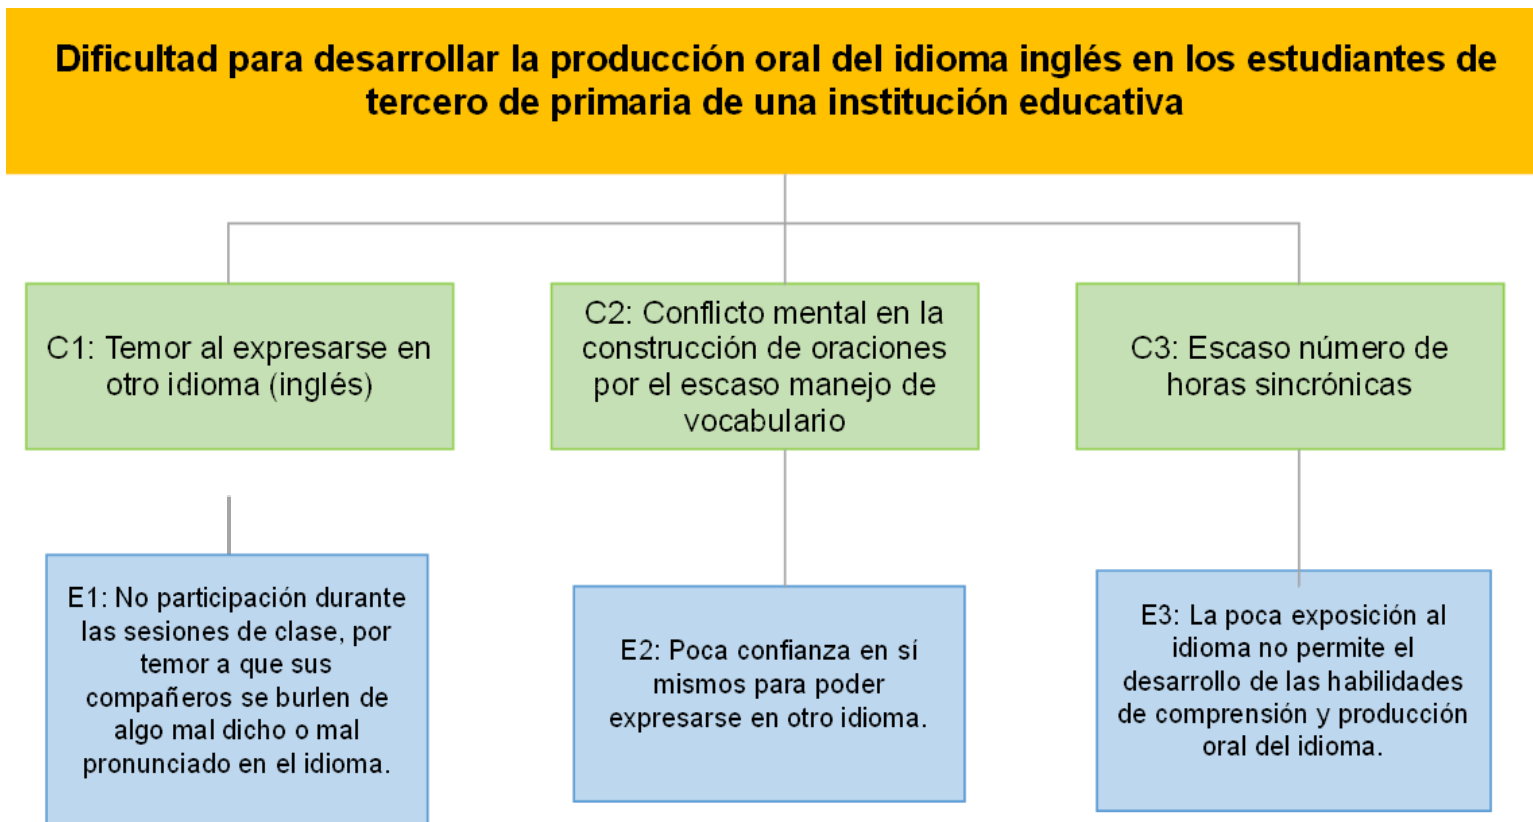 Dificultad para desarrollar la producción oral del idioma inglés en los estudiantes de
tercero de primaria de una institución educativa
C1: Temor al expresarse en
otro idioma (inglés)
C2: Conflicto mental en la
construcción de oraciones
por el escaso manejo de
vocabulario
C3: Escaso número de
horas sincrónicas
E1: No participación durante
las sesiones de clase, por
temor a que sus
compañeros se burlen de
algo mal dicho o mal
pronunciado en el idioma.
E2: Poca confianza en sí
mismos para poder
expresarse en otro idioma.
E3: La poca exposición al
idioma no permite el
desarrollo de las habilidades
de comprensión y producción
oral del idioma.